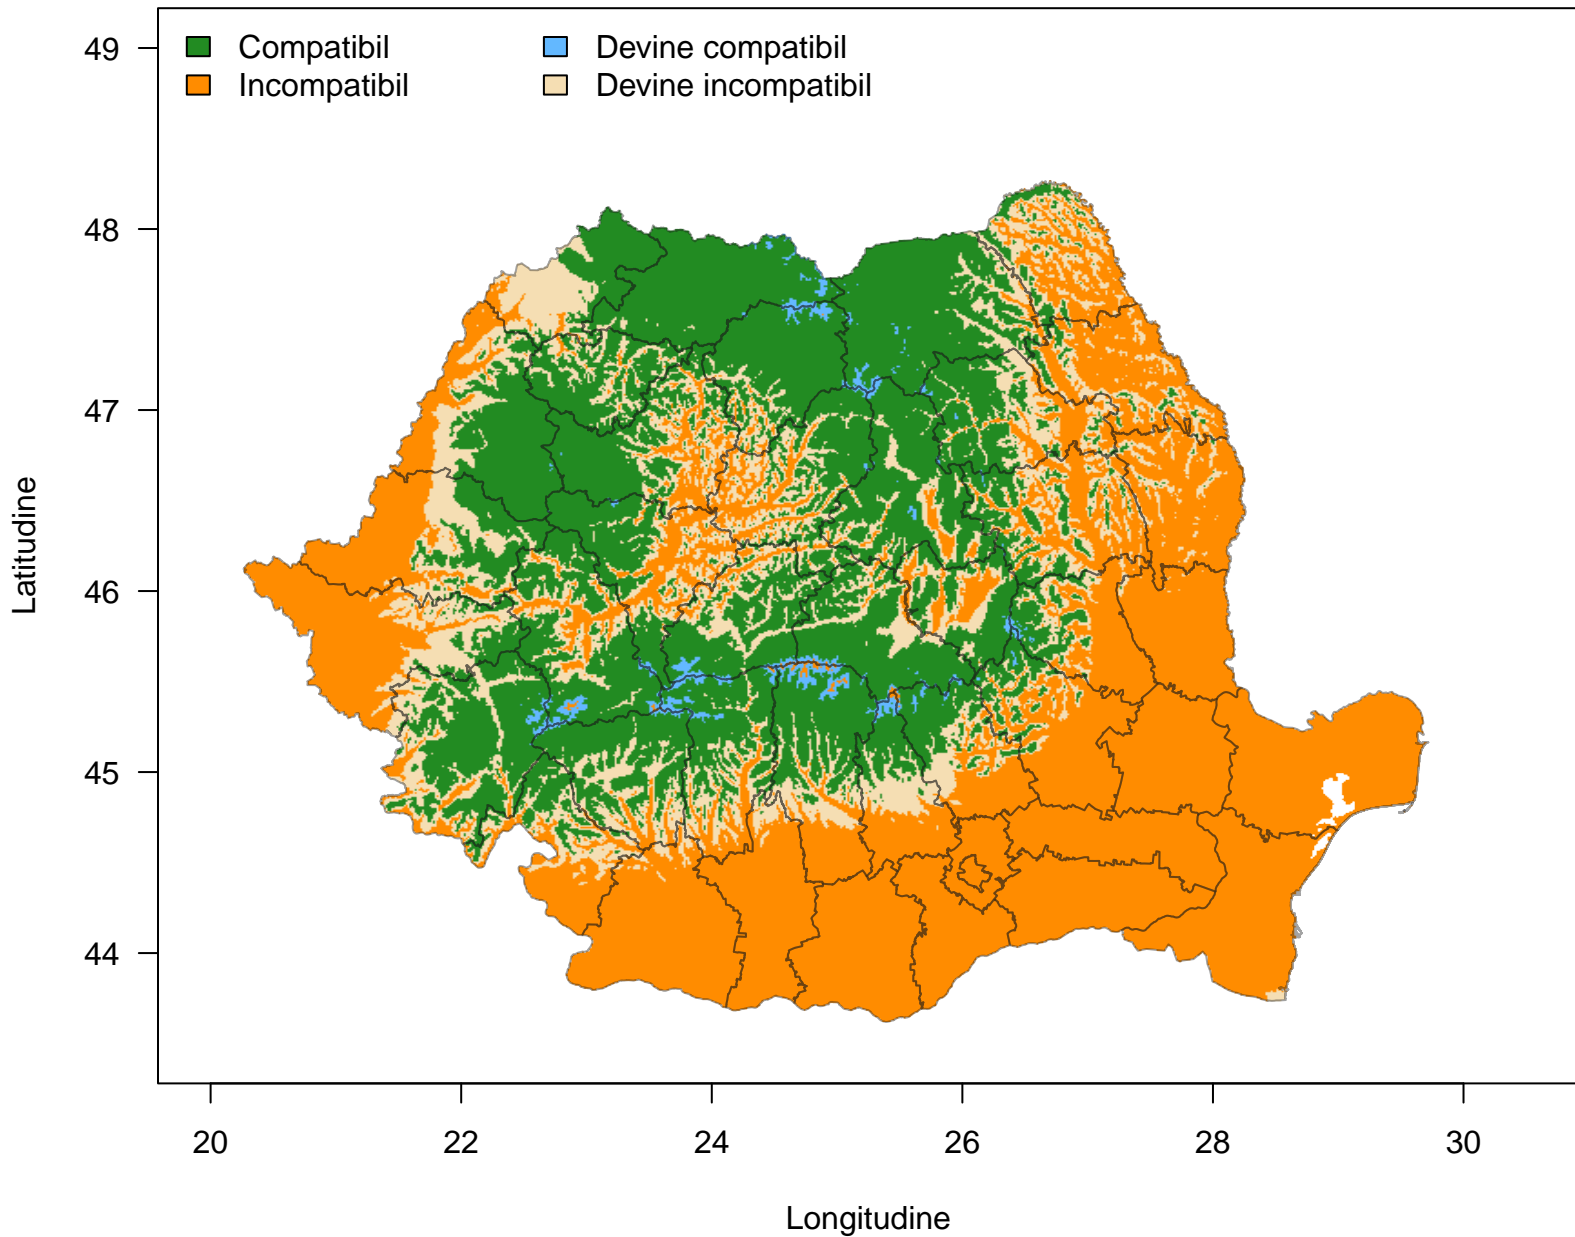 Compatibil
Incompatibil
Devine compatibil
Devine incompatibil
49
48
47
46
45
44
Latitudine
20 22 24 26 28 30
Longitudine